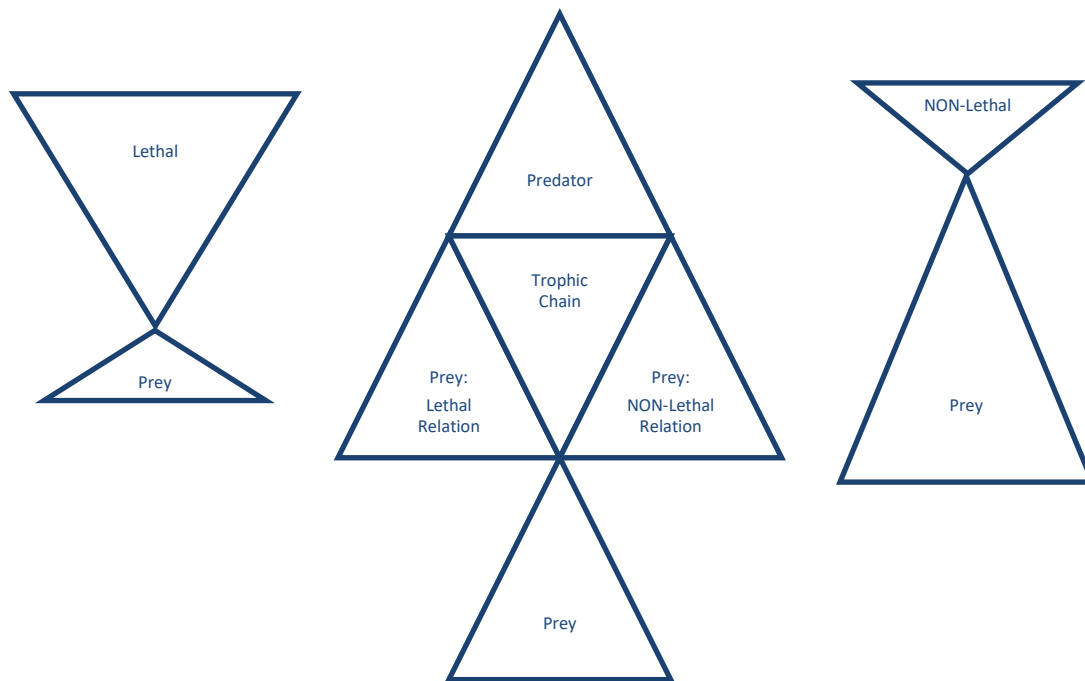 Lethal
Prey
Predator
Trophic
Chain
Prey:
Lethal
Relation
Prey:
NON-Lethal
Relation
Prey
NON-Lethal
Prey